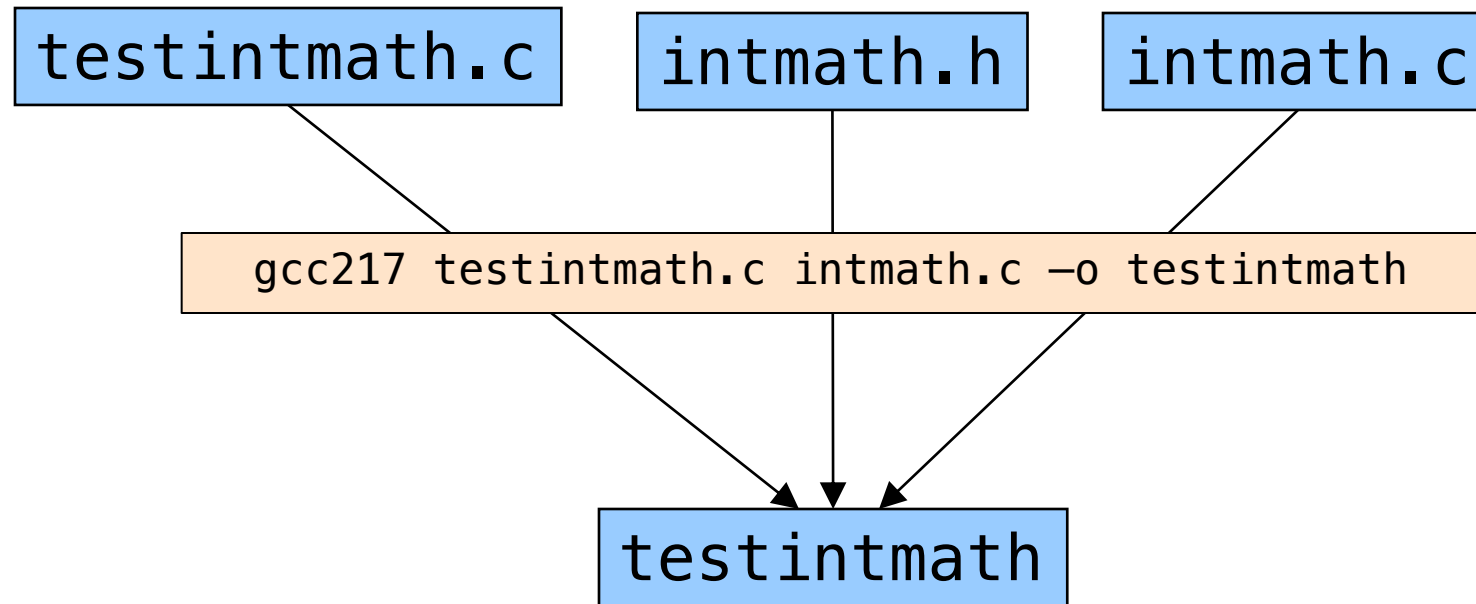 testintmath.c
intmath.h
intmath.c
gcc217 testintmath.c intmath.c –o testintmath
testintmath